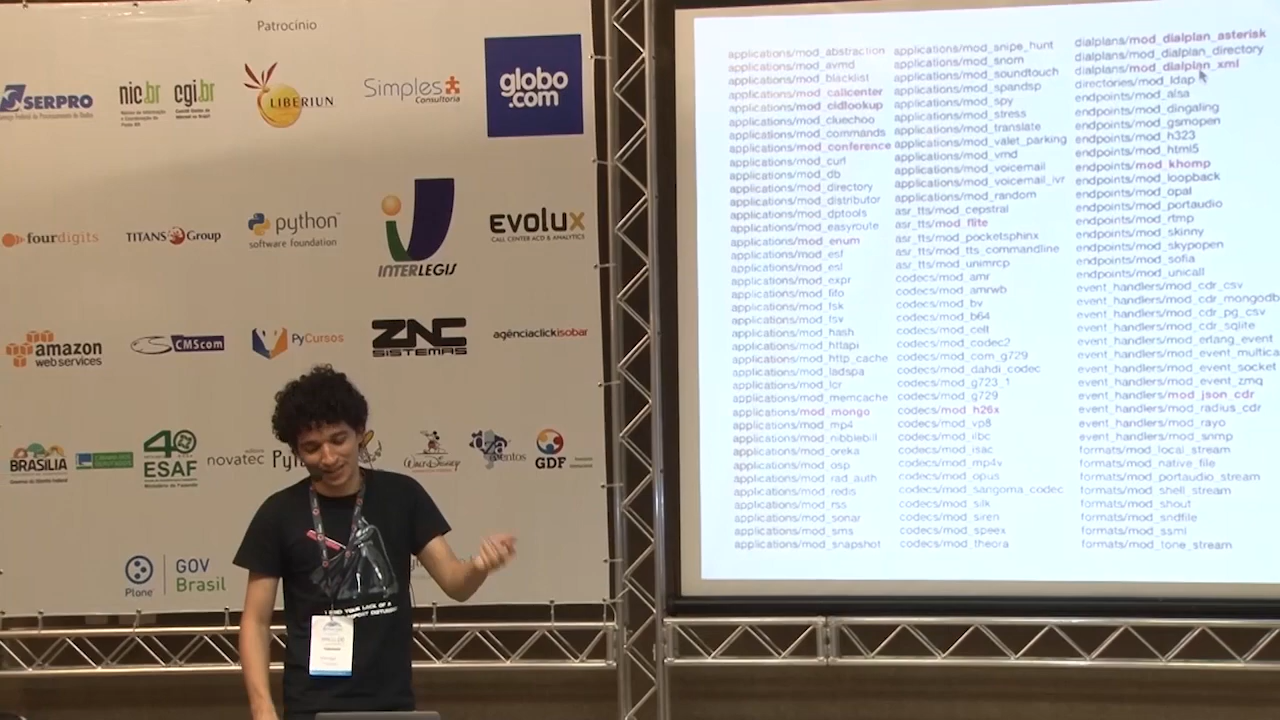 Patrocínio
SERPRO
nic.br cgi.br
LIBERIUN
Simples
Consultoria
globo
.com
fourdigits
TITANS Group
python
software foundation
INTERLEGIS
EVOLUX
CALL CENTER ACD & ANALYTICS
amazon
webservices
CMScom
PyCursos
ZNC
SISTEMAS
agênciaclickisobar
BRASÍLIA
4
ESAF
novatec
WALT DISNEY
GDF
Plone
GOV
Brasil
I FIND YOUR LACK OF A
applications/mod_abstraction
applications/mod_avmd
applications/mod_blacklist
applications/mod_callcenter
applications/mod_cidlookup
applications/mod_cluechoo
applications/mod_commands
applications/mod_conference
applications/mod_curl
applications/mod_db
applications/mod_directory
applications/mod_distributor
applications/mod_dptools
applications/mod_easyroute
applications/mod_enum
applications/mod_esf
applications/mod_esl
applications/mod_expr
applications/mod_fifo
applications/mod_fsk
applications/mod_fsv
applications/mod_hash
applications/mod_httapi
applications/mod_http_cache
applications/mod_ladspa
applications/mod_lcr
applications/mod_memcache
applications/mod_mongo
applications/mod_mp4
applications/mod_nibblebill
applications/mod_oreka
applications/mod_osp
applications/mod_rad_auth
applications/mod_redis
applications/mod_rss
applications/mod_sonar
applications/mod_sms
applications/mod_snapshot
applications/mod_snipe_hunt
applications/mod_snom
applications/mod_soundtouch
applications/mod_spandsp
applications/mod_spy
applications/mod_stress
applications/mod_translate
applications/mod_valet_parking
applications/mod_vmd
applications/mod_voicemail
applications/mod_voicemail_ivr
applications/mod_random
asr_tts/mod_cepstral
asr_tts/mod_flite
asr_tts/mod_pocketsphinx
asr_tts/mod_tts_commandline
asr_tts/mod_unimrcp
codecs/mod_amr
codecs/mod_amrwb
codecs/mod_bv
codecs/mod_b64
codecs/mod_celt
codecs/mod_codec2
codecs/mod_com_g729
codecs/mod_dahdi_codec
codecs/mod_g723_1
codecs/mod_g729
codecs/mod_h26x
codecs/mod_vp8
codecs/mod_ilbc
codecs/mod_isac
codecs/mod_mp4v
codecs/mod_opus
codecs/mod_sangoma_codec
codecs/mod_silk
codecs/mod_siren
codecs/mod_speex
codecs/mod_theora
dialplans/mod_dialplan_asterisk
dialplans/mod_dialplan_directory
dialplans/mod_dialplan_xml
directories/mod_ldap
endpoints/mod_alsa
endpoints/mod_dingaling
endpoints/mod_gsmopen
endpoints/mod_h323
endpoints/mod_html5
endpoints/mod_khomp
endpoints/mod_loopback
endpoints/mod_opal
endpoints/mod_portaudio
endpoints/mod_rtmp
endpoints/mod_skinny
endpoints/mod_skypopen
endpoints/mod_sofia
endpoints/mod_unicall
event_handlers/mod_cdr_csv
event_handlers/mod_cdr_mongodb
event_handlers/mod_cdr_pg_csv
event_handlers/mod_cdr_sqlite
event_handlers/mod_erlang_event
event_handlers/mod_event_multica
event_handlers/mod_event_socket
event_handlers/mod_event_zmq
event_handlers/mod_json_cdr
event_handlers/mod_radius_cdr
event_handlers/mod_rayo
event_handlers/mod_snmp
formats/mod_local_stream
formats/mod_native_file
formats/mod_portaudio_stream
formats/mod_shell_stream
formats/mod_shout
formats/mod_sndfile
formats/mod_ssml
formats/mod_tone_stream